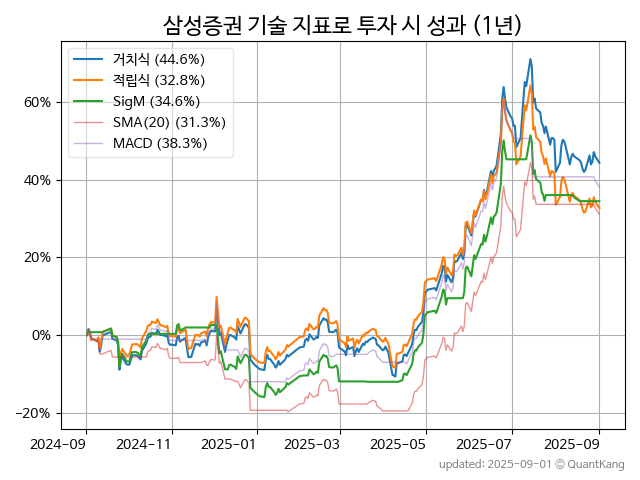 삼성증권 기술 지표로 투자 시 성과 (1년)
거치식 (44.6%)
적립식 (32.8%)
SigM (34.6%)
SMA(20) (31.3%)
MACD (38.3%)
60%
40%
20%
0%
−20%
2024-09 2024-11 2025-01 2025-03 2025-05 2025-07 2025-09
updated: 2025-09-01 © QuantKang